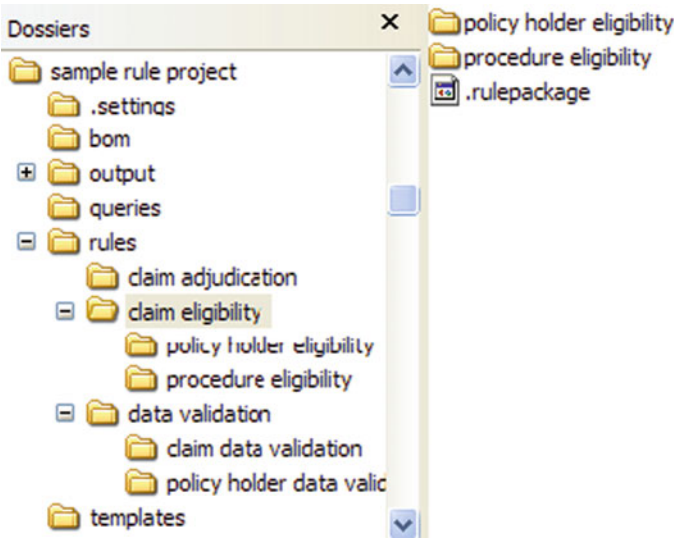 Dossiers
sample rule project
.settings
bom
output
queries
rules
claim adjudication
claim eligibility
policy holder eligibility
procedure eligibility
data validation
claim data validation
policy holder data valid
templates
policy holder eligibility
procedure eligibility
.rulepackage